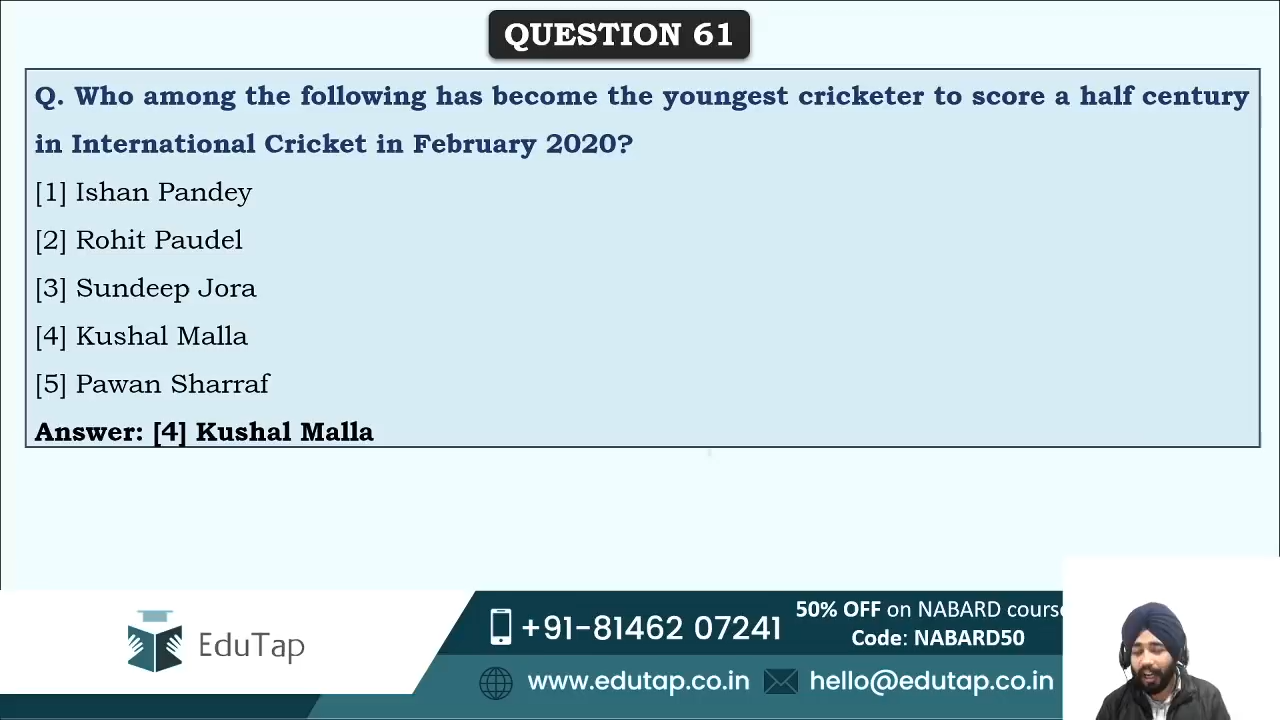 QUESTION 61
Q. Who among the following has become the youngest cricketer to score a half century
in International Cricket in February 2020?
[1] Ishan Pandey
[2] Rohit Paudel
[3] Sundeep Jora
[4] Kushal Malla
[5] Pawan Sharraf
Answer: [4] Kushal Malla
EduTap
+91-81462 07241
50% OFF on NABARD course
Code: NABARD50
www.edutap.co.in
hello@edutap.co.in